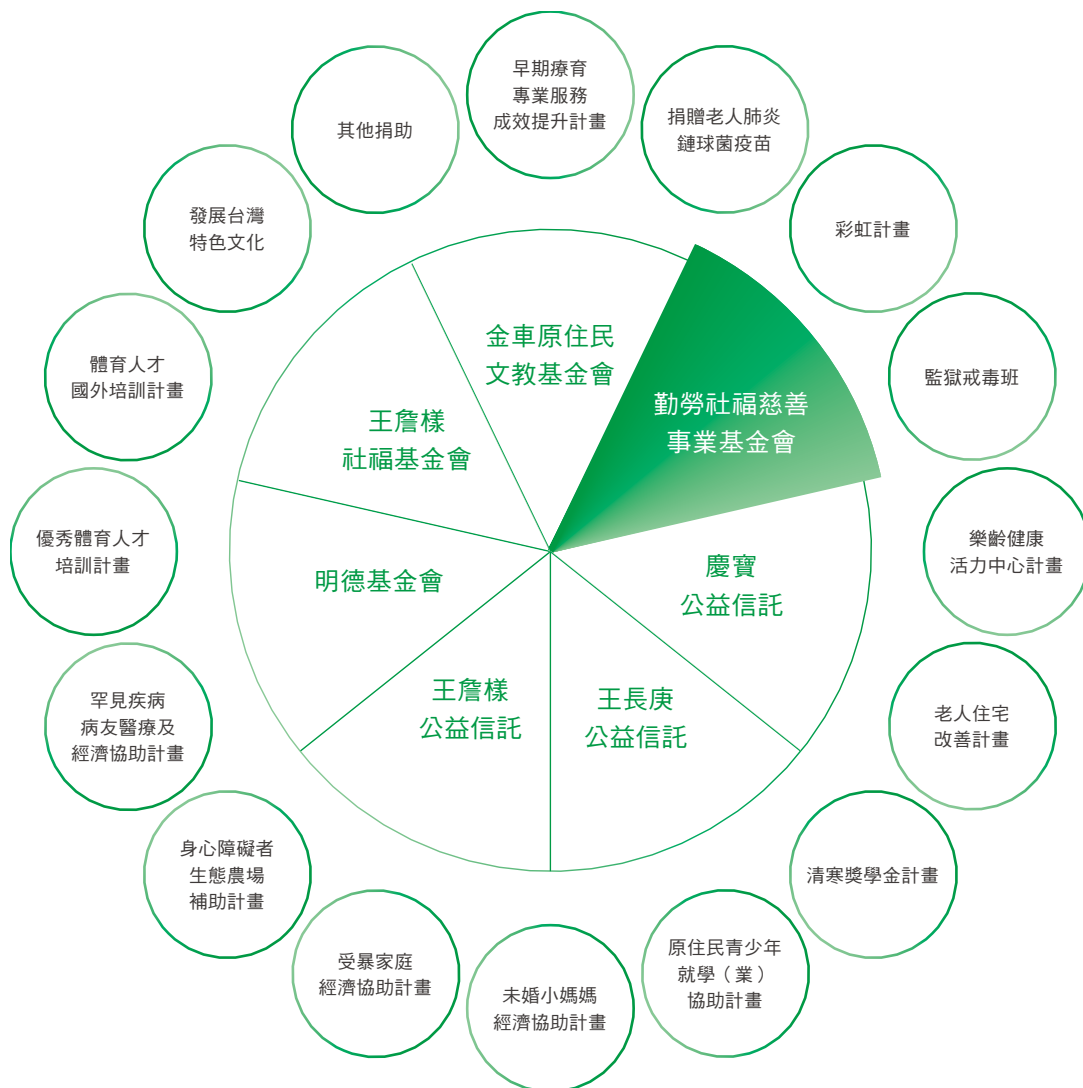 早期療育
專業服務
成效提升計畫
捐贈老人肺炎
鏈球菌疫苗
彩虹計畫
監獄戒毒班
樂齡健康
活力中心計畫
老人住宅
改善計畫
清寒獎學金計畫
原住民青少年
就學（業）
協助計畫
未婚小媽媽
經濟協助計畫
受暴家庭
經濟協助計畫
身心障礙者
生態農場
補助計畫
罕見疾病
病友醫療及
經濟協助計畫
優秀體育人才
培訓計畫
體育人才
國外培訓計畫
發展台灣
特色文化
其他捐助
金車原住民
文教基金會
勤勞社福慈善
事業基金會
慶寶
公益信託
王長庚
公益信託
王詹樣
公益信託
明德基金會
王詹樣
社福基金會